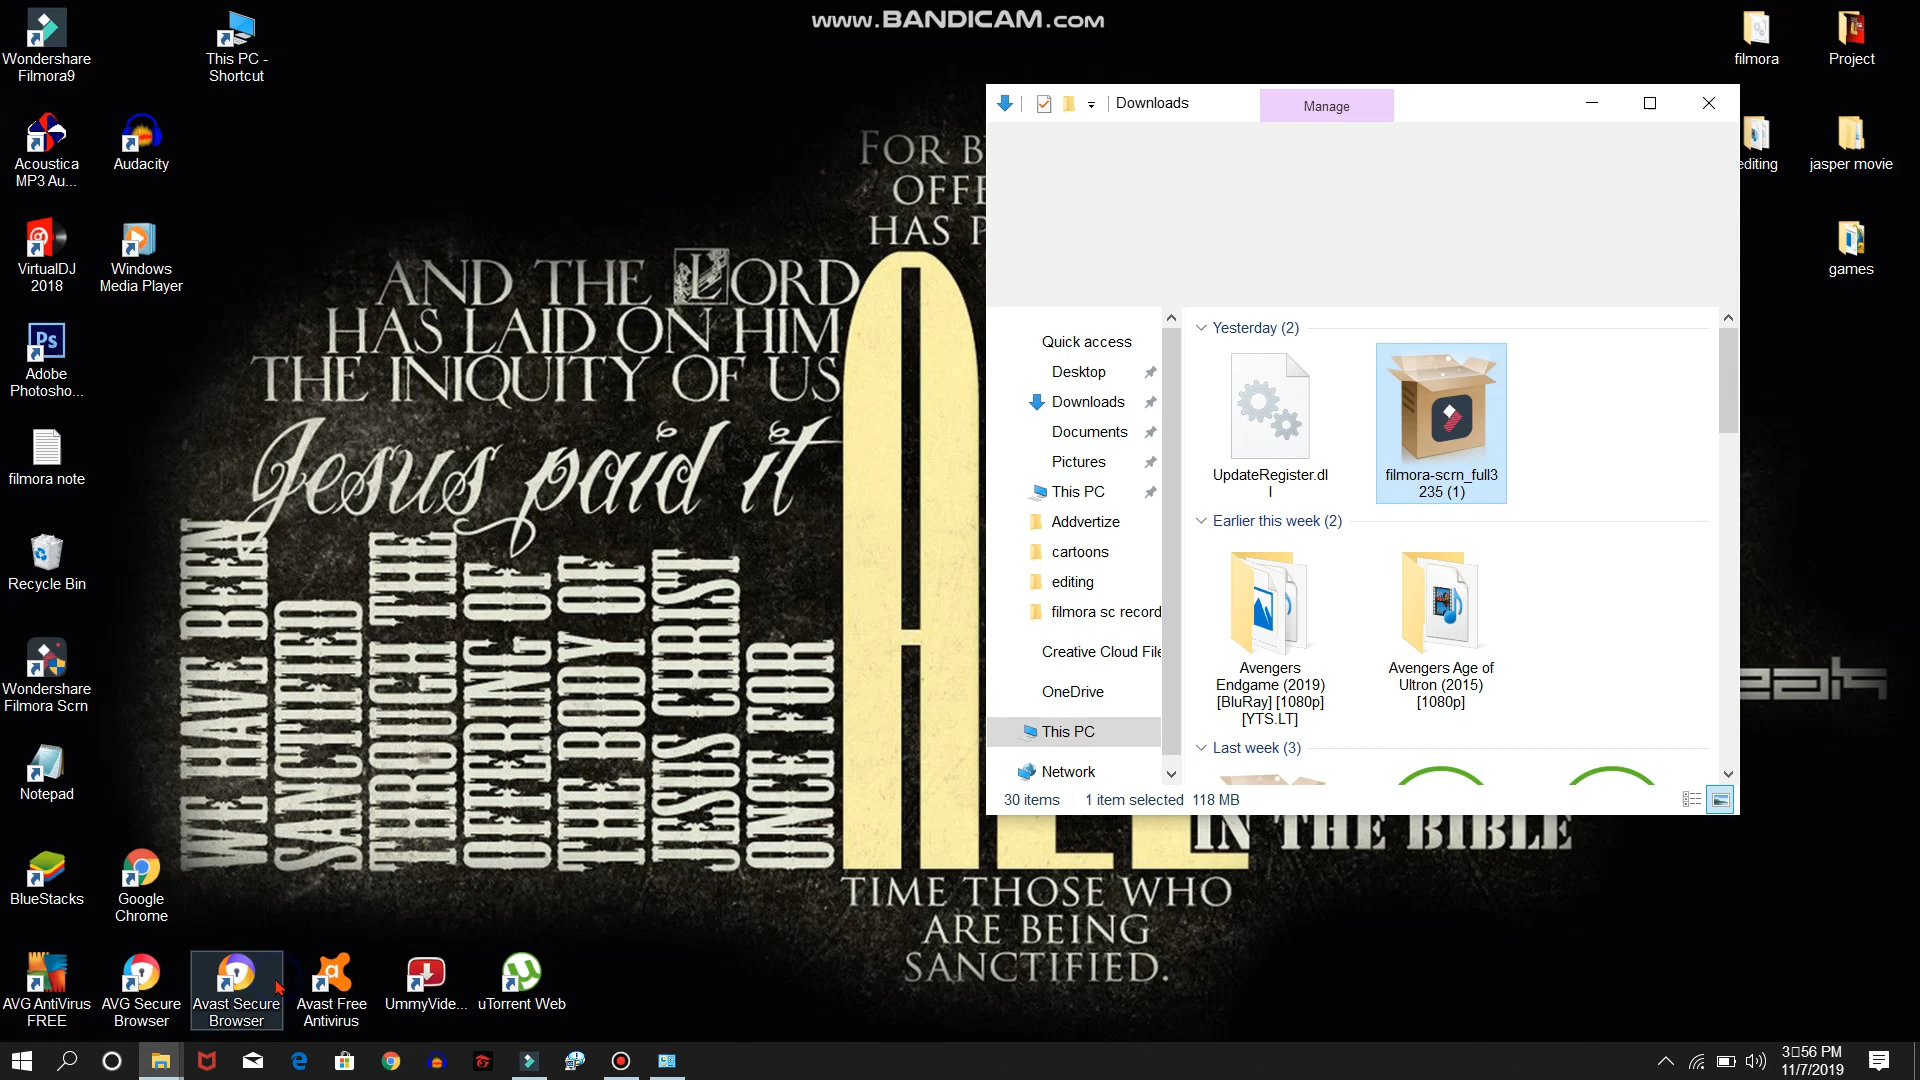 www.BANDICAM.com
Wondershare
Filmora9
This PC -
Shortcut
filmora
Project
Acoustica
MP3 Au...
Audacity
editing
jasper movie
VirtualDJ
2018
Windows
Media Player
games
Adobe
Photosho...
filmora note
Recycle Bin
Wondershare
Filmora Scrn
Notepad
BlueStacks
Google
Chrome
AVG AntiVirus
FREE
AVG Secure
Browser
Avast Secure
Browser
Avast Free
Antivirus
UmmyVide...
uTorrent Web
FOR B
OFFE
HAS P
AND THE LORD
HAS LAID ON HIM
THE INIQUITY OF US
Jesus paid it
WE HAVE BEEN
SANCTIFIED
THROUGH THE
OFFERING OF
THE BODY OF
JESUS CHRIST
ONCE FOR
IN THE BIBLE
TIME THOSE WHO
ARE BEING
SANCTIFIED.
Downloads
Manage
Quick access
Desktop
Downloads
Documents
Pictures
This PC
Addvertize
cartoons
editing
filmora sc record
Creative Cloud File
OneDrive
This PC
Network
Yesterday (2)
UpdateRegister.dl
l
filmora-scrn_full3
235 (1)
Earlier this week (2)
Avengers
Endgame (2019)
[BluRay] [1080p]
[YTS.LT]
Avengers Age of
Ultron (2015)
[1080p]
Last week (3)
30 items
1 item selected 118 MB
3:56 PM
11/7/2019